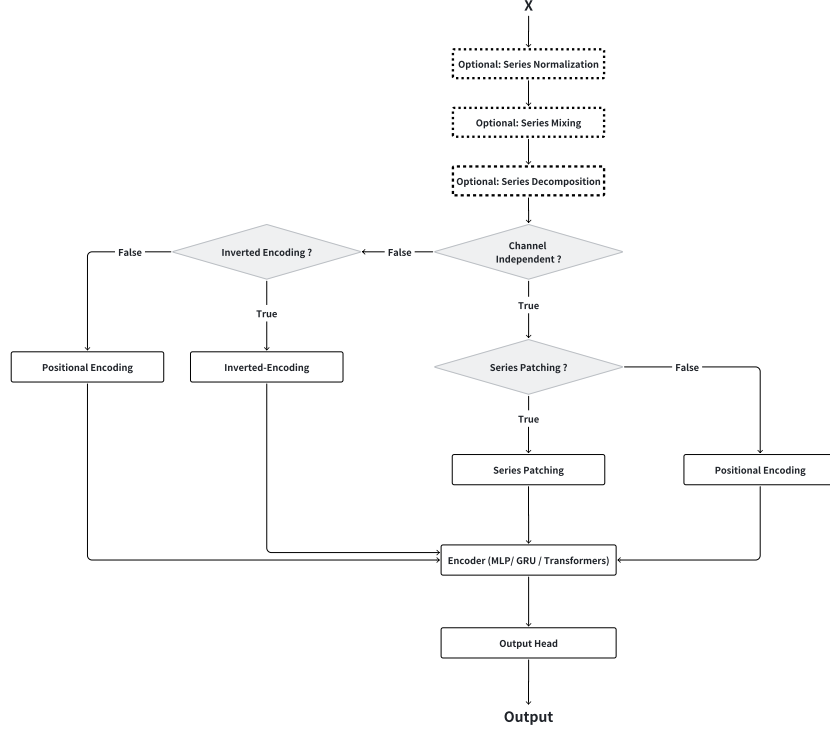 X
Optional: Series Normalization
Optional: Series Mixing
Optional: Series Decomposition
Channel
Independent ?
False
Inverted Encoding ?
False
True
True
Positional Encoding
Inverted-Encoding
Series Patching ?
False
True
Series Patching
Positional Encoding
Encoder (MLP/ GRU / Transformers)
Output Head
Output